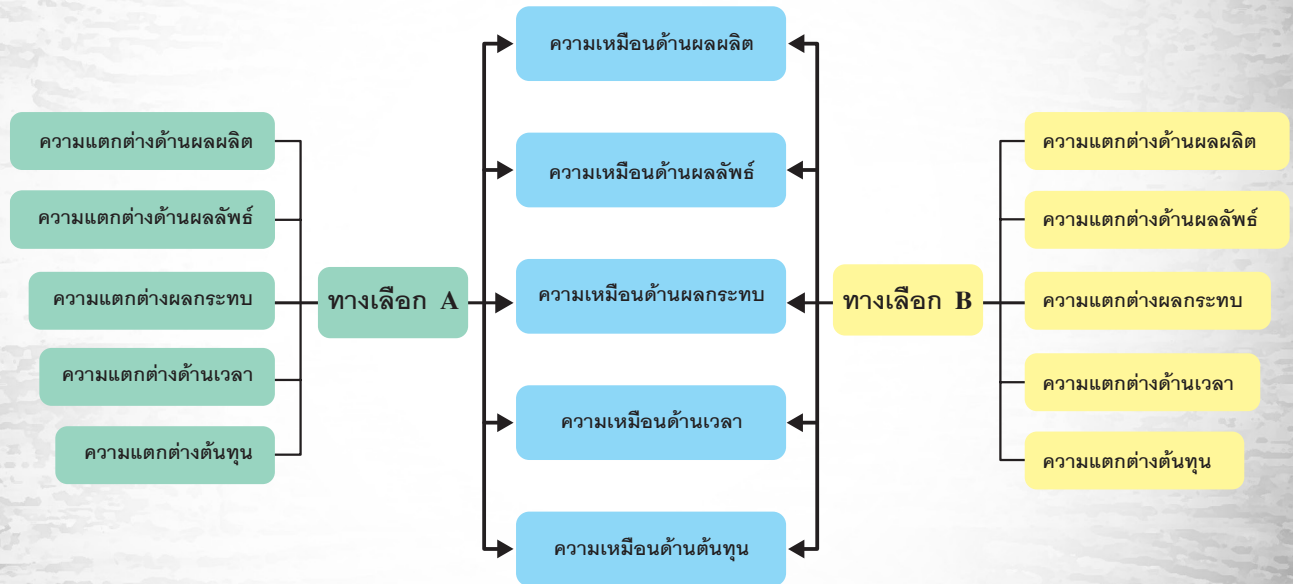 ความแตกต่างด้านผลผลิต
ความแตกต่างด้านผลลัพธ์
ความแตกต่างผลกระทบ
ความแตกต่างด้านเวลา
ความแตกต่างต้นทุน
ทางเลือก A
ความเหมือนด้านผลผลิต
ความเหมือนด้านผลลัพธ์
ความเหมือนด้านผลกระทบ
ความเหมือนด้านเวลา
ความเหมือนด้านต้นทุน
ทางเลือก B
ความแตกต่างด้านผลผลิต
ความแตกต่างด้านผลลัพธ์
ความแตกต่างผลกระทบ
ความแตกต่างด้านเวลา
ความแตกต่างต้นทุน